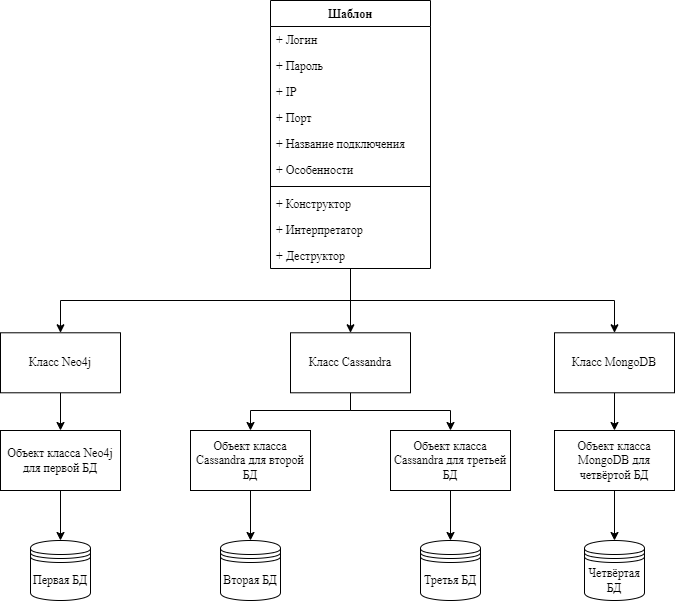 Шаблон
+ Логин
+ Пароль
+ IP
+ Порт
+ Название подключения
+ Особенности
+ Конструктор
+ Интерпретатор
+ Деструктор
Класс Neo4j
Класс Cassandra
Класс MongoDB
Объект класса Neo4j
для первой БД
Объект класса
Cassandra для второй
БД
Объект класса
Cassandra для третьей
БД
Объект класса
MongoDB для
четвёртой БД
Первая БД
Вторая БД
Третья БД
Четвёртая
БД